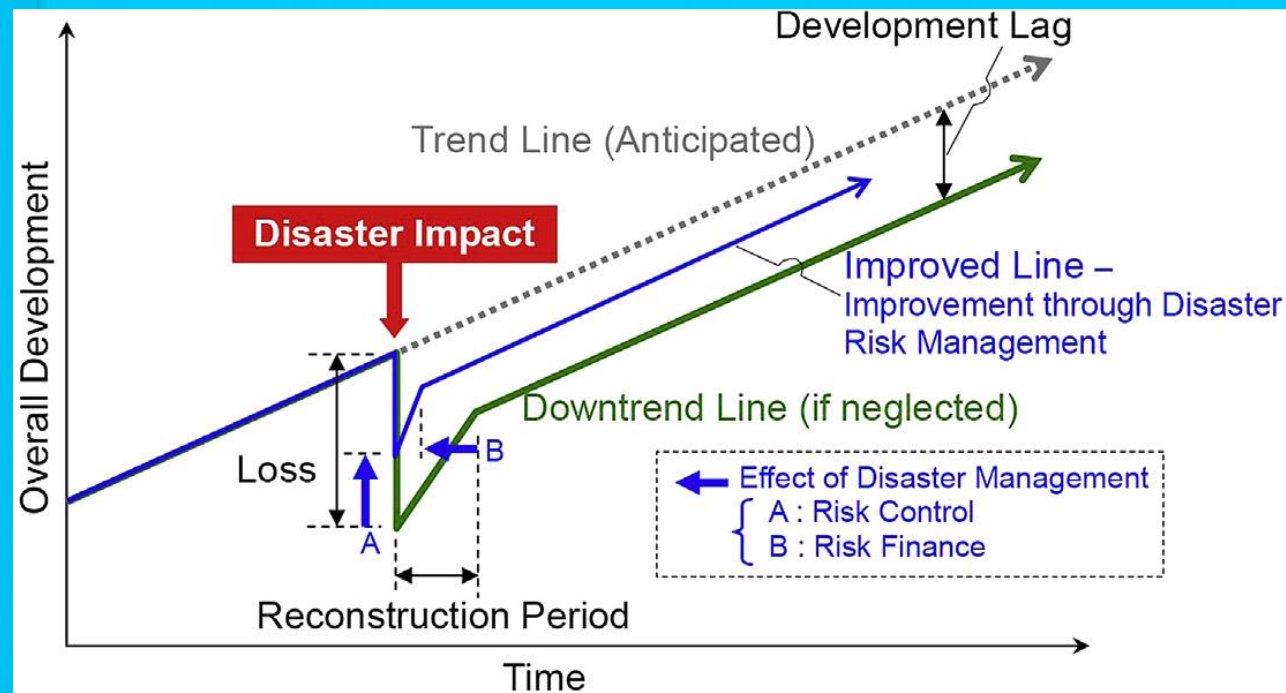 Development Lag
Trend Line (Anticipated)
Disaster Impact
Improved Line –
Improvement through Disaster
Risk Management
Downtrend Line (if neglected)
B
Loss
A
Effect of Disaster Management
A : Risk Control
B : Risk Finance
Reconstruction Period
Overall Development
Time